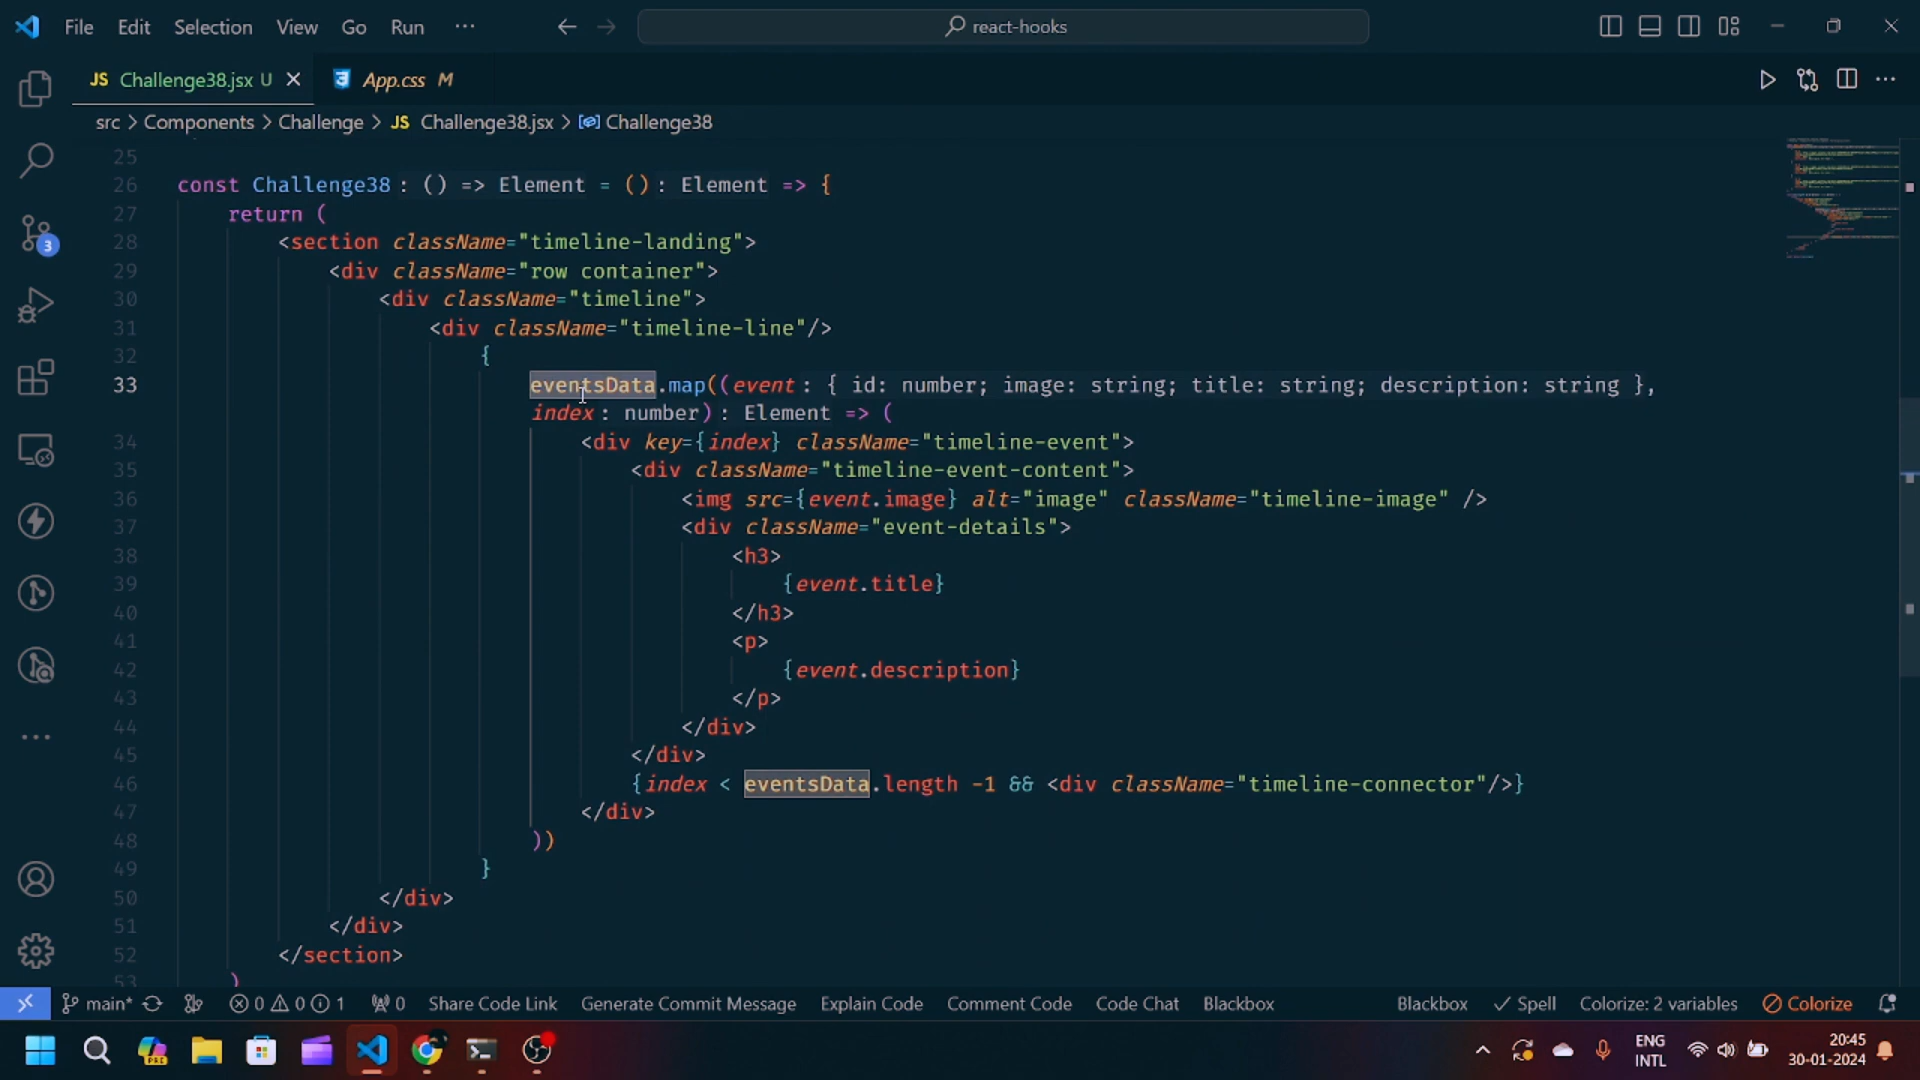 File Edit Selection View Go Run ··· react-hooks
JS Challenge38.jsx U App.css M
src > Components > Challenge > JS Challenge38.jsx > Challenge38
25
26 const Challenge38: () => Element = (): Element => {
27 return (
28 <section className="timeline-landing">
29 <div className="row container">
30 <div className="timeline">
31 <div className="timeline-line"/>
32 {
33 eventsData.map((event: { id: number; image: string; title: string; description: string },
index: number): Element => (
34 <div key={index} className="timeline-event">
35 <div className="timeline-event-content">
36 <img src={event.image} alt="image" className="timeline-image" />
37 <div className="event-details">
38 <h3>
39 {event.title}
40 </h3>
41 <p>
42 {event.description}
43 </p>
44 </div>
45 </div>
46 {index < eventsData.length -1 && <div className="timeline-connector"/>}
47 </div>
48 ))
49 }
50 </div>
51 </div>
52 </section>
53 )
3
main* 0 0 1 0 Share Code Link Generate Commit Message Explain Code Comment Code Code Chat Blackbox Blackbox Spell Colorize: 2 variables Colorize
PRE
ENG
INTL
20:45
30-01-2024